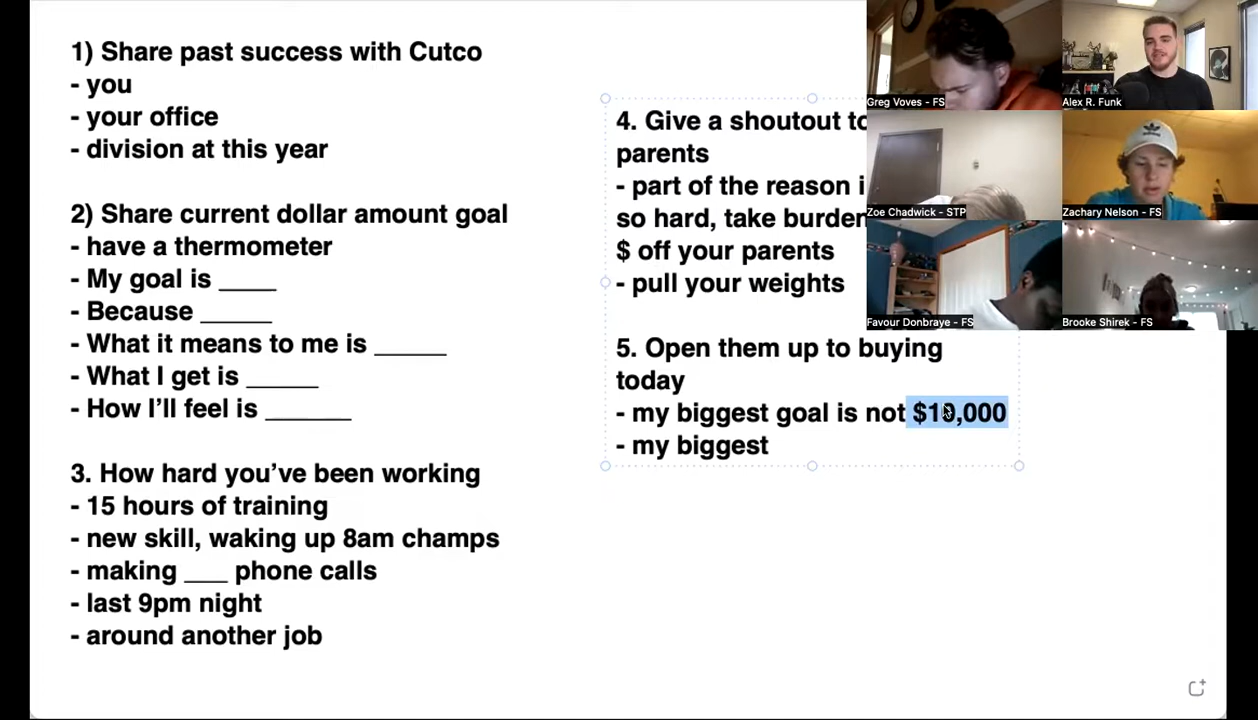 1) Share past success with Cutco
- you
- your office
- division at this year
2) Share current dollar amount goal
- have a thermometer
- My goal is ____
- Because _____
- What it means to me is _____
- What I get is _____
- How I’ll feel is ______
3. How hard you’ve been working
- 15 hours of training
- new skill, waking up 8am champs
- making ___ phone calls
- last 9pm night
- around another job
4. Give a shoutout to
parents
- part of the reason
so hard, take burden
$ off your parents
- pull your weights
5. Open them up to buying
today
- my biggest goal is not $10,000
- my biggest
Greg Voves - FS
Alex R. Funk
Zoe Chadwick - STP
Zachary Nelson - FS
Favour Donbraye - FS
Brooke Shirek - FS